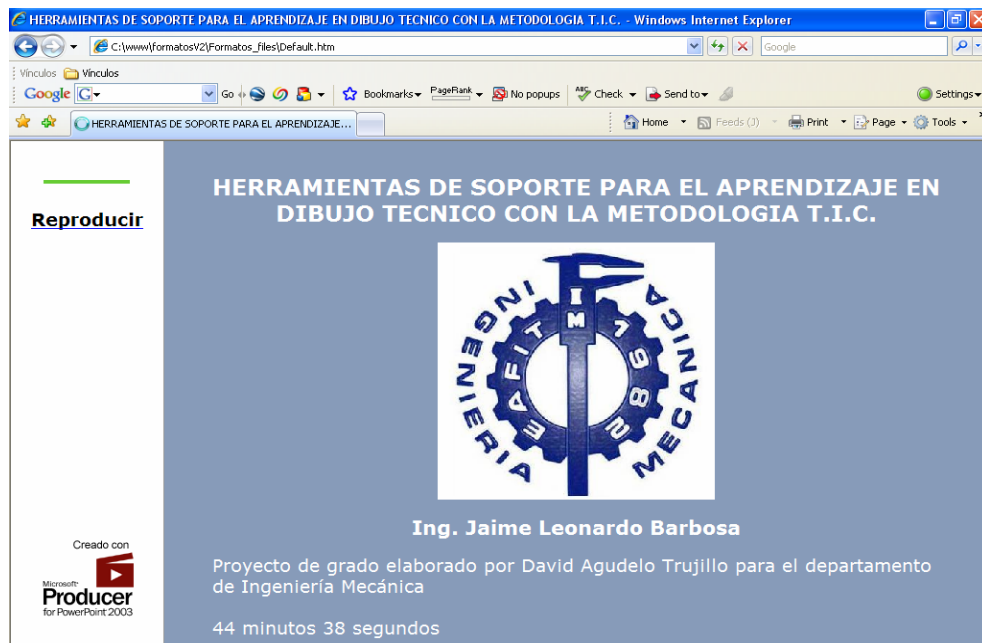 HERRAMIENTAS DE SOPORTE PARA EL APRENDIZAJE EN DIBUJO TECNICO CON LA METODOLOGIA T.I.C. - Windows Internet Explorer
C:\www\formatosV2\Formatos_files\Default.htm
Google
Vínculos Vínculos
Google G Go Bookmarks PageRank No popups ABC Check Send to Settings
HERRAMIENTAS DE SOPORTE PARA EL APRENDIZAJE... Home Feeds (J) Print Page Tools »
Reproducir
HERRAMIENTAS DE SOPORTE PARA EL APRENDIZAJE EN
DIBUJO TECNICO CON LA METODOLOGIA T.I.C.
INGENIERIA
MECANICA
EAFIT
I
M
1982
Ing. Jaime Leonardo Barbosa
Proyecto de grado elaborado por David Agudelo Trujillo para el departamento
de Ingeniería Mecánica
44 minutos 38 segundos
Creado con
Microsoft
Producer
for PowerPoint 2003